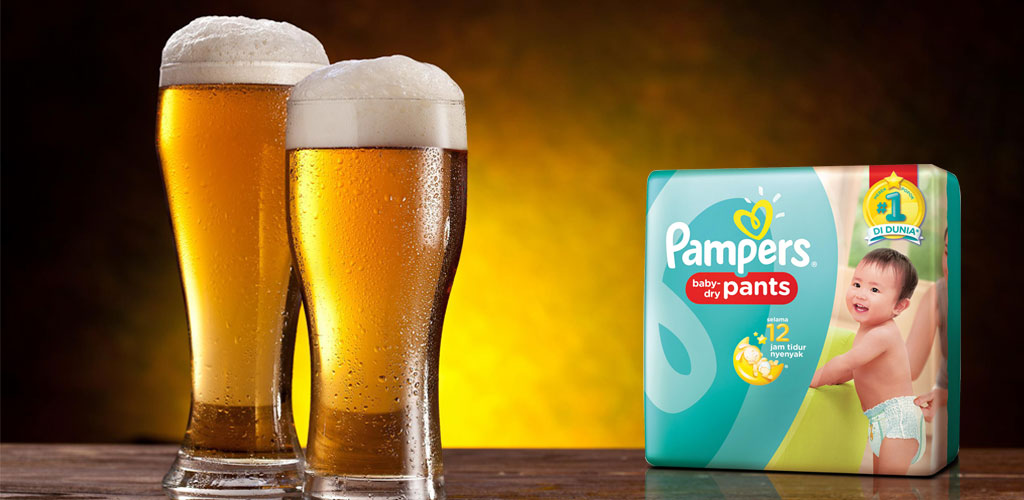 #1
DI DUNIA*
Pampers®
baby-dry pants
selama
12
jam tidur
nyenyak